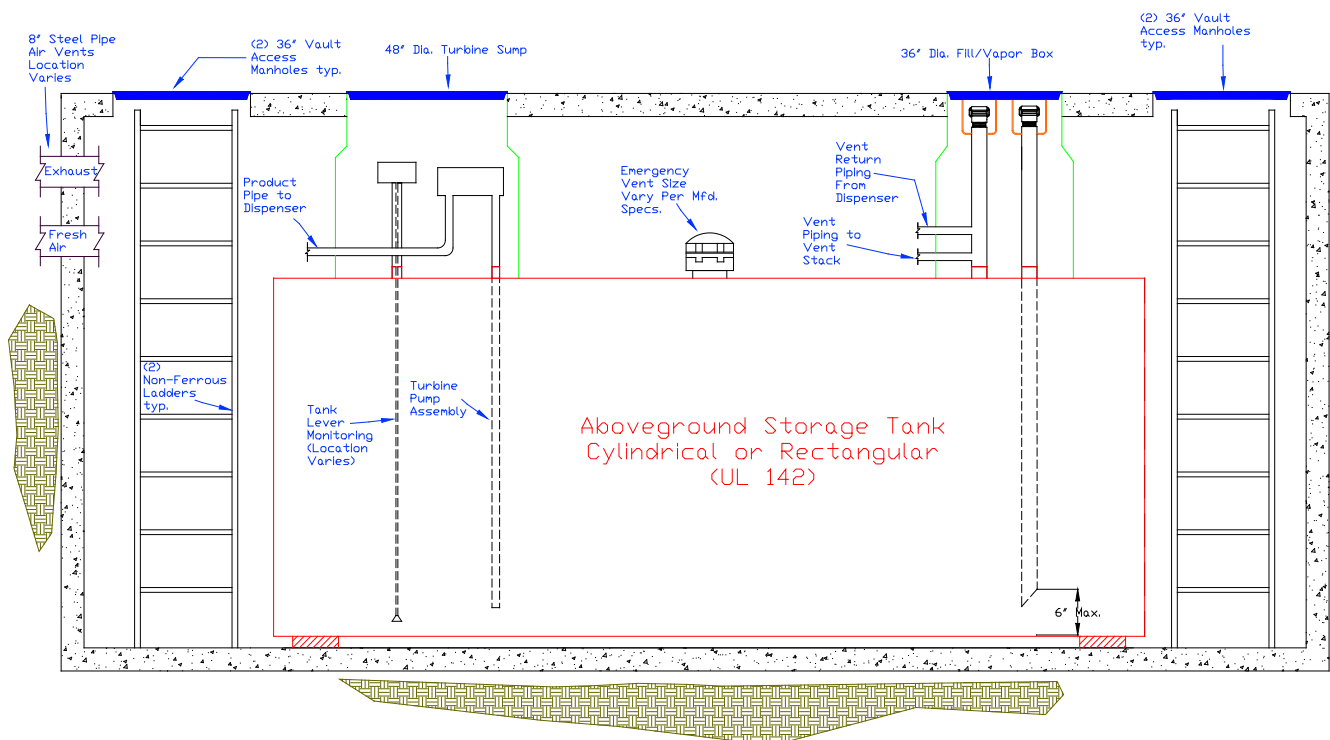 8" Steel Pipe
Air Vents
Location
Varies
(2) 36" Vault
Access
Manholes typ.
48" Dia. Turbine Sump
36" Dia. Fill/Vapor Box
(2) 36" Vault
Access Manholes
typ.
Exhaust
Fresh
Air
Product
Pipe to
Dispenser
Emergency
Vent Size
Vary Per Mfd.
Specs.
Vent
Return
Piping
From
Dispenser
Vent
Piping to
Vent
Stack
(2)
Non-Ferrous
Ladders
typ.
Tank
Lever
Monitoring
(Location
Varies)
Turbine
Pump
Assembly
Aboveground Storage Tank
Cylindrical or Rectangular
(UL 142)
6" Max.